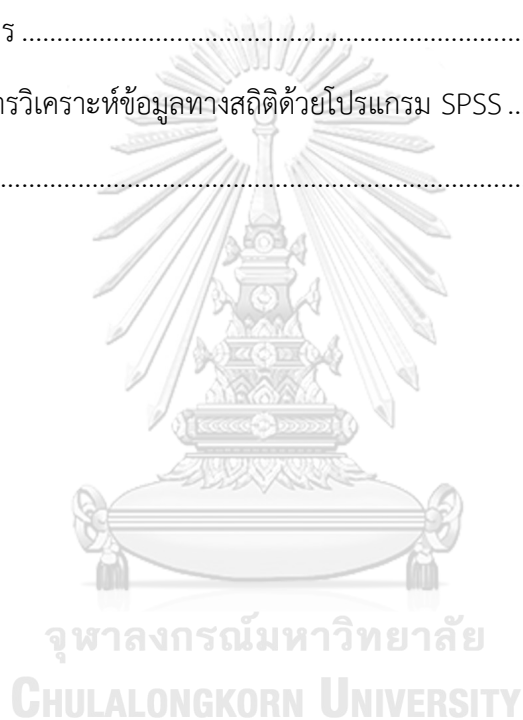 ร ........................................................................
ารวิเคราะห์ข้อมูลทางสถิติด้วยโปรแกรม SPSS ..
........................................................................
จุฬาลงกรณ์มหาวิทยาลัย
CHULALONGKORN UNIVERSITY